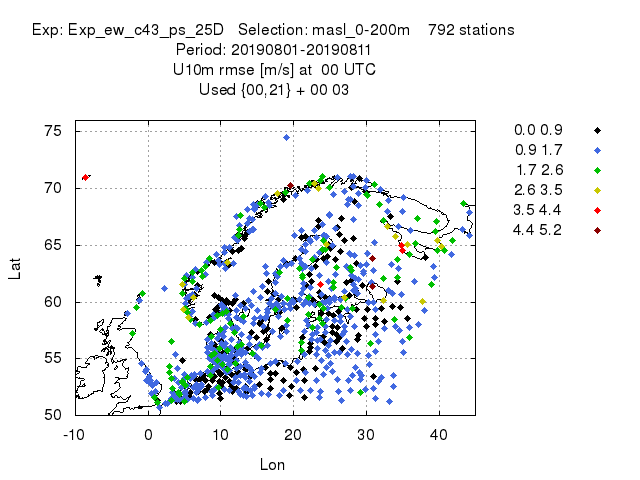 Exp: Exp_ew_c43_ps_25D   Selection: masl_0-200m    792 stations
Period: 20190801-20190811
U10m rmse [m/s] at  00 UTC
Used {00,21} + 00 03
0.0 0.9
0.9 1.7
1.7 2.6
2.6 3.5
3.5 4.4
4.4 5.2
75
70
65
60
55
50
Lat
-10 0 10 20 30 40
Lon